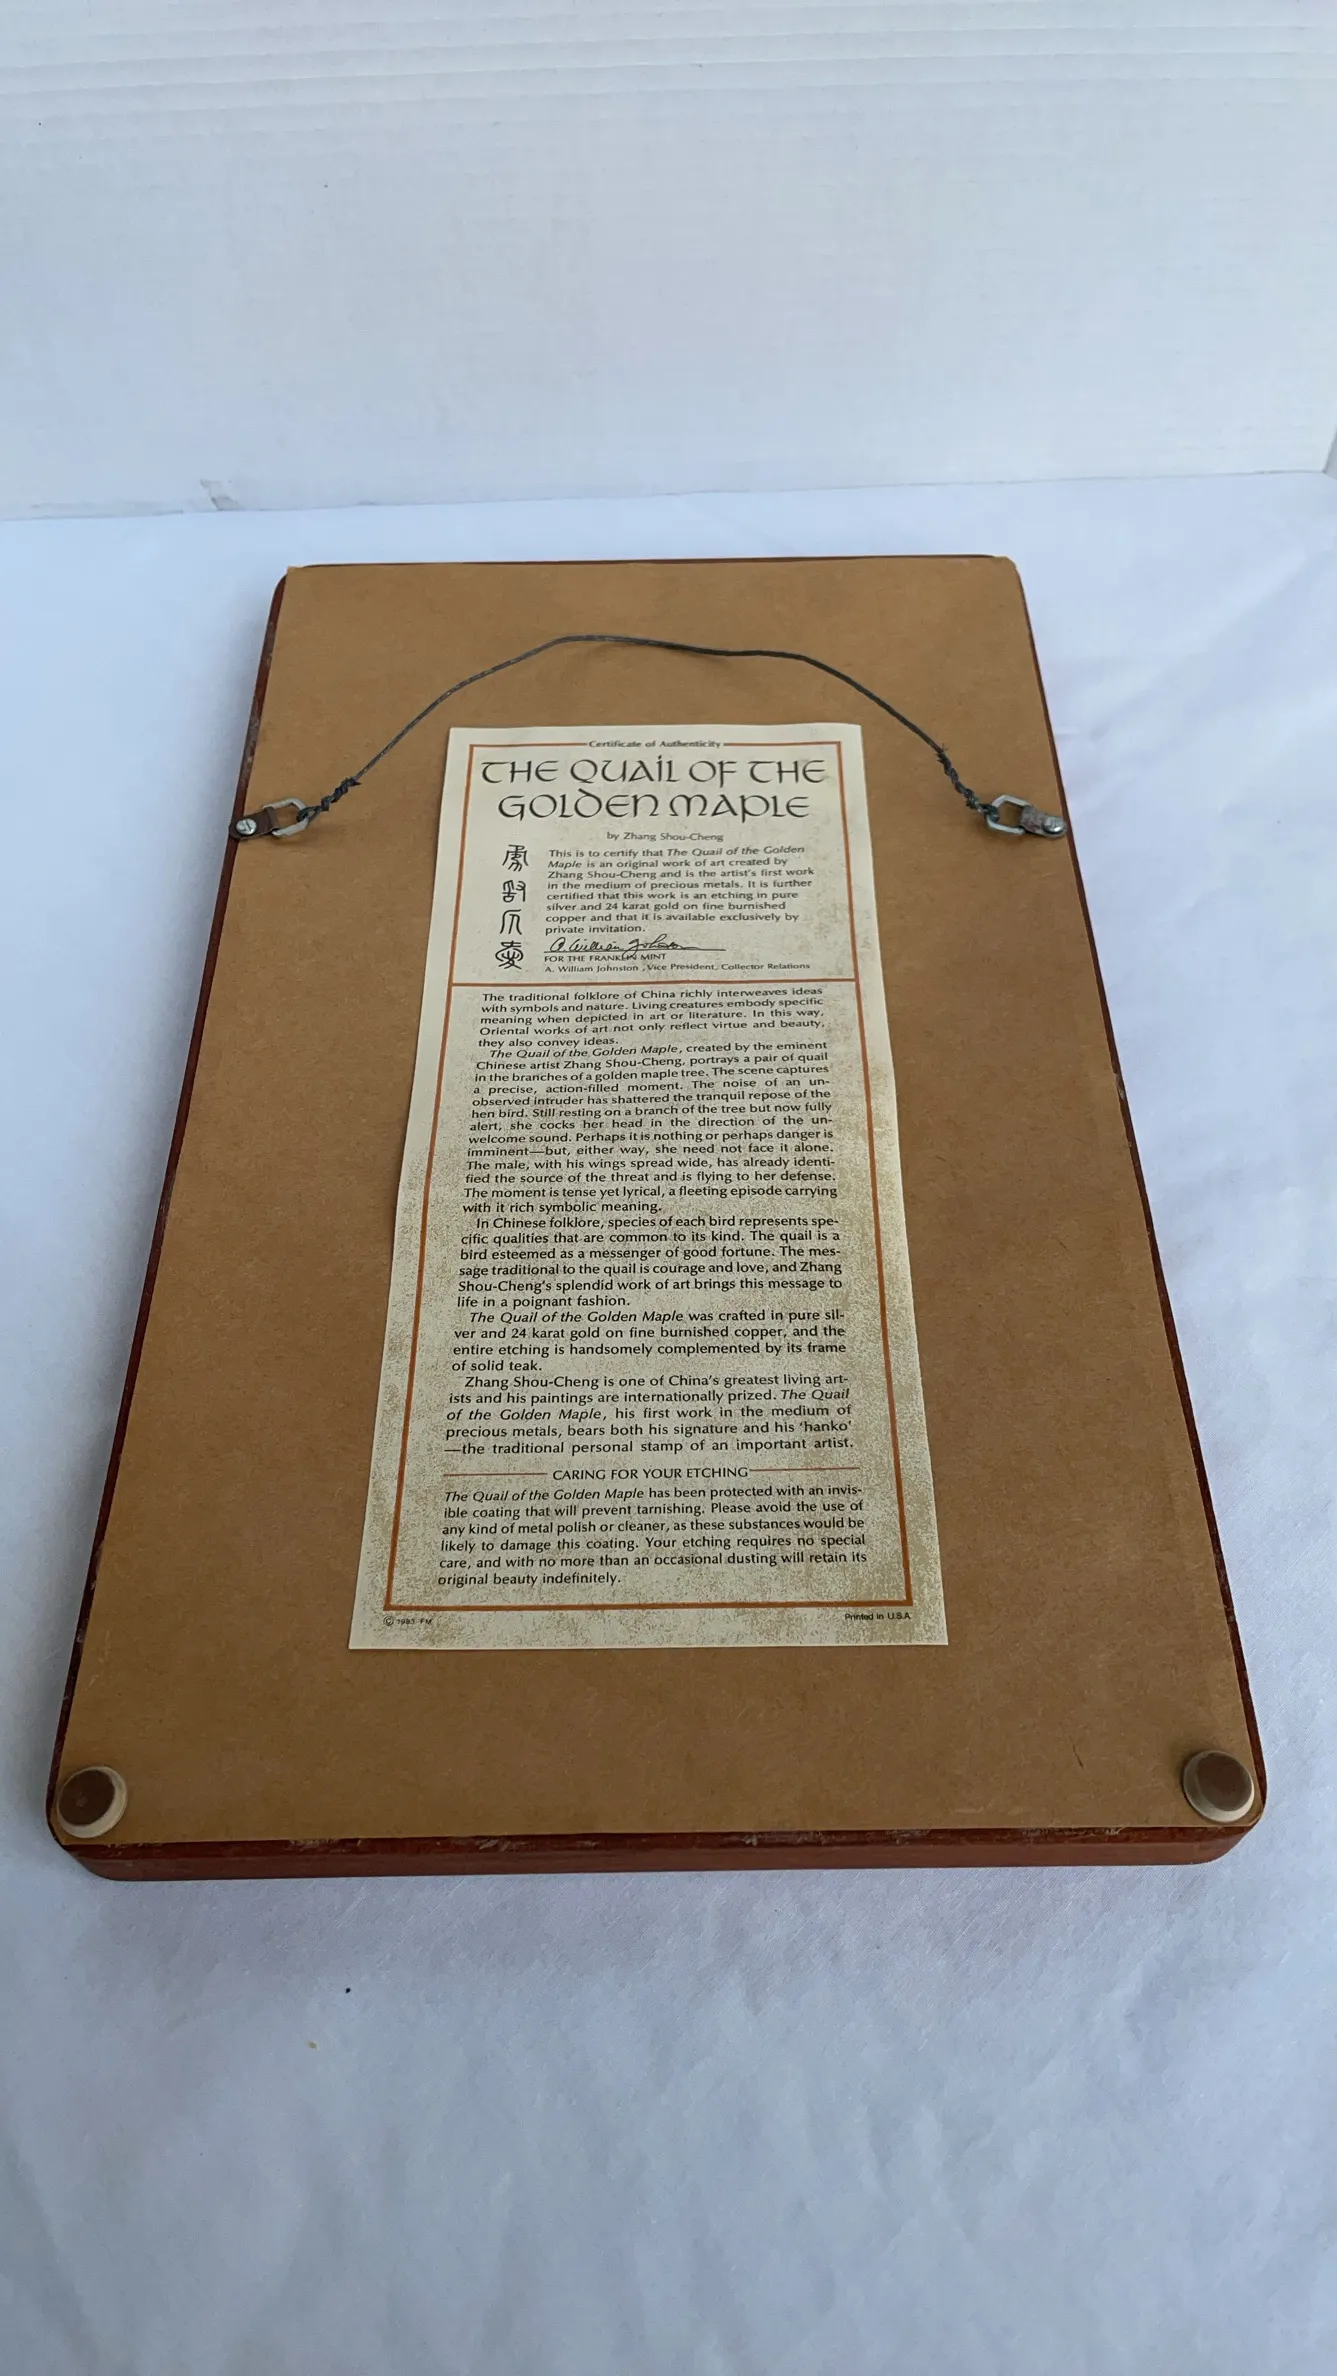 Certificate of Authenticity
THE QUAIL OF THE
GOLDEN MAPLE
by Zhang Shou-Cheng
This is to certify that The Quail of the Golden
Maple is an original work of art created by
Zhang Shou-Cheng and is the artist's first work
in the medium of precious metals. It is further
certified that this work is an etching in pure
silver and 24 karat gold on fine burnished
copper and that it is available exclusively by
private invitation.
A. William Johnston
FOR THE FRANKLIN MINT
A. William Johnston, Vice President, Collector Relations
The traditional folklore of China richly interweaves ideas
with symbols and nature. Living creatures embody specific
meaning when depicted in art or literature. In this way,
Oriental works of art not only reflect virtue and beauty,
they also convey ideas.
The Quail of the Golden Maple, created by the eminent
Chinese artist Zhang Shou-Cheng, portrays a pair of quail
in the branches of a golden maple tree. The scene captures
a precise, action-filled moment. The noise of an un-
observed intruder has shattered the tranquil repose of the
hen bird. Still resting on a branch of the tree but now fully
alert, she cocks her head in the direction of the un-
welcome sound. Perhaps it is nothing or perhaps danger is
imminent—but, either way, she need not face it alone.
The male, with his wings spread wide, has already identi-
fied the source of the threat and is flying to her defense.
The moment is tense yet lyrical, a fleeting episode carrying
with it rich symbolic meaning.
In Chinese folklore, species of each bird represents spe-
cific qualities that are common to its kind. The quail is a
bird esteemed as a messenger of good fortune. The mes-
sage traditional to the quail is courage and love, and Zhang
Shou-Cheng's splendid work of art brings this message to
life in a poignant fashion.
The Quail of the Golden Maple was crafted in pure sil-
ver and 24 karat gold on fine burnished copper, and the
entire etching is handsomely complemented by its frame
of solid teak.
Zhang Shou-Cheng is one of China's greatest living art-
ists and his paintings are internationally prized. The Quail
of the Golden Maple, his first work in the medium of
precious metals, bears both his signature and his 'hanko'
—the traditional personal stamp of an important artist.
CARING FOR YOUR ETCHING
The Quail of the Golden Maple has been protected with an invis-
ible coating that will prevent tarnishing. Please avoid the use of
any kind of metal polish or cleaner, as these substances would be
likely to damage this coating. Your etching requires no special
care, and with no more than an occasional dusting will retain its
original beauty indefinitely.
© 1983 FM
Printed in U.S.A.